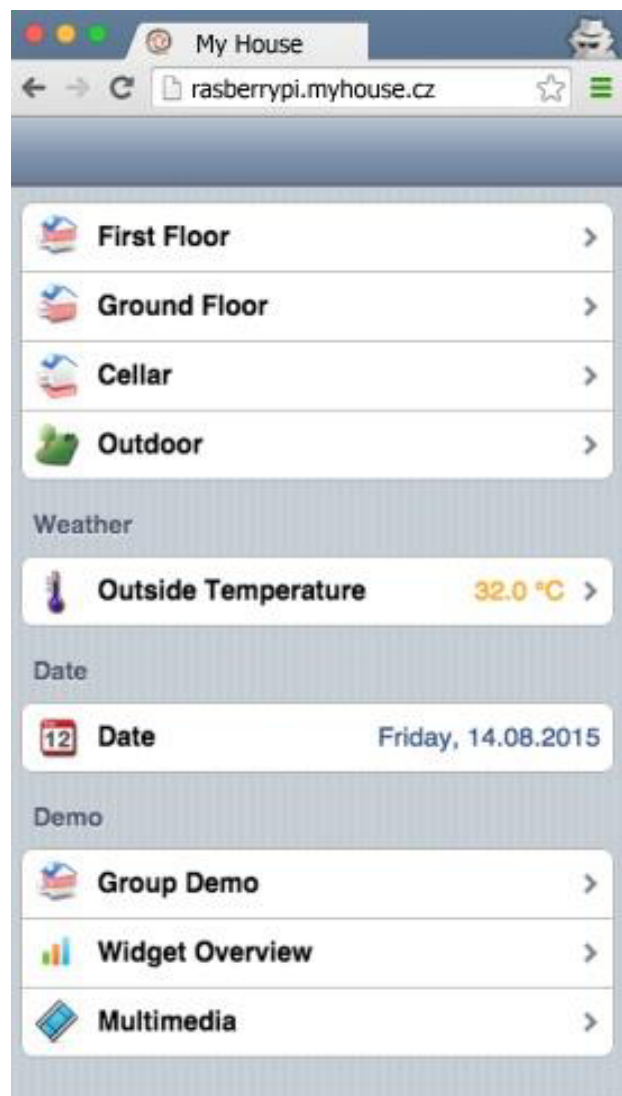 My House
rasberrypi.myhouse.cz
First Floor
Ground Floor
Cellar
Outdoor
Weather
Outside Temperature 32.0 °C
Date
12 Date Friday, 14.08.2015
Demo
Group Demo
Widget Overview
Multimedia